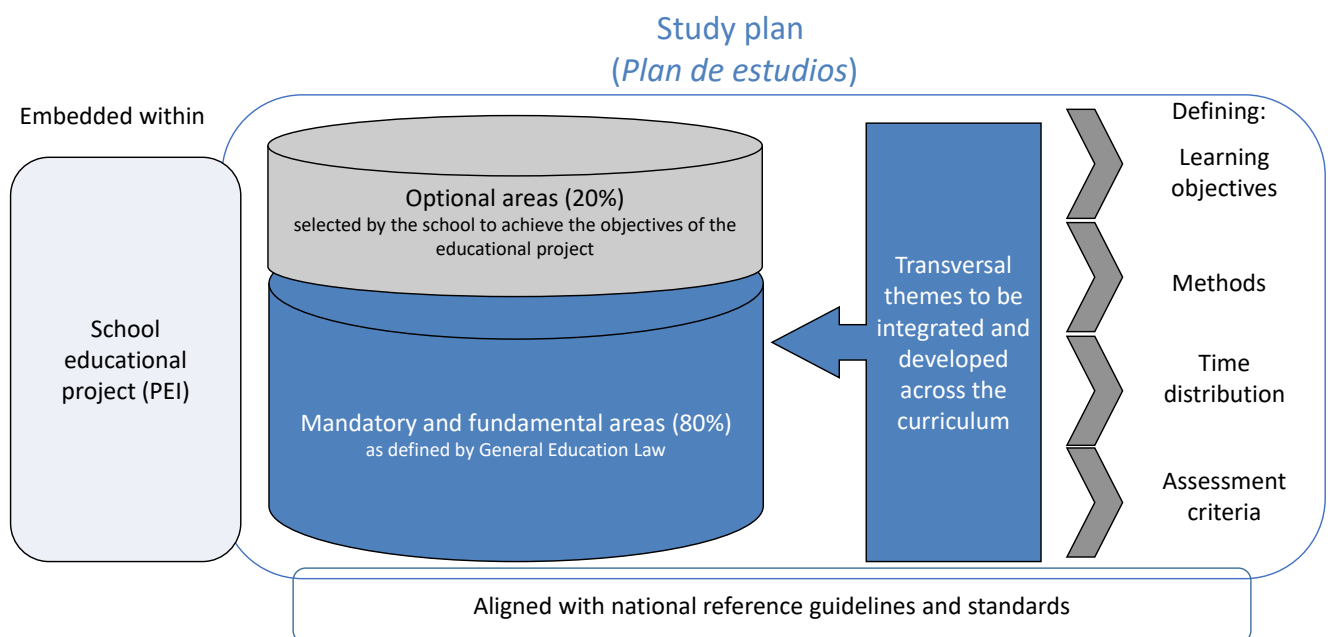 Study plan
(Plan de estudios)
Embedded within
School
educational
project (PEI)
Optional areas (20%)
selected by the school to achieve the objectives of the
educational project
Mandatory and fundamental areas (80%)
as defined by General Education Law
Transversal
themes to be
integrated and
developed
across the
curriculum
Defining:
Learning
objectives
Methods
Time
distribution
Assessment
criteria
Aligned with national reference guidelines and standards